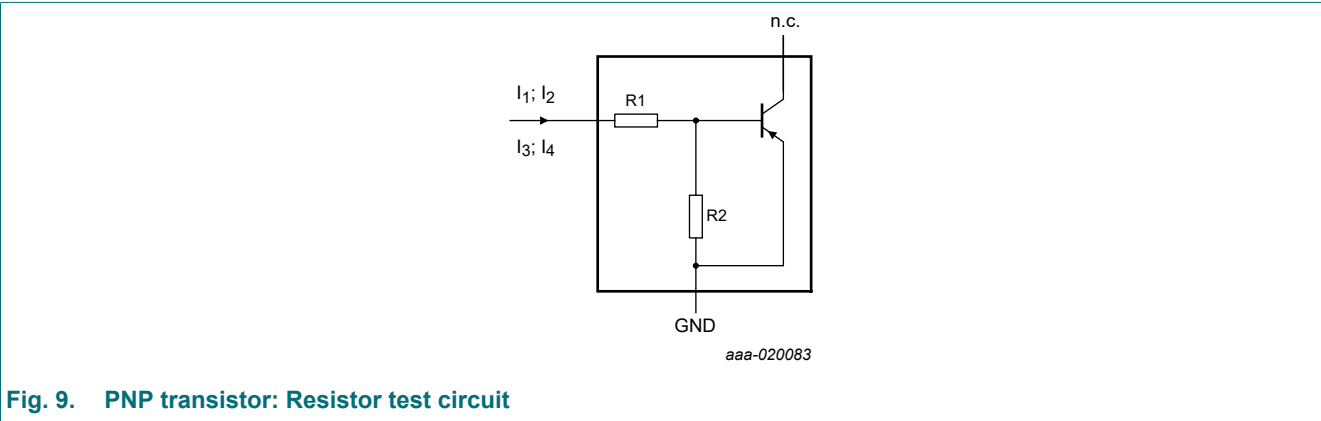 n.c.
I1; I2
R1
I3; I4
R2
GND
aaa-020083
Fig. 9. PNP transistor: Resistor test circuit